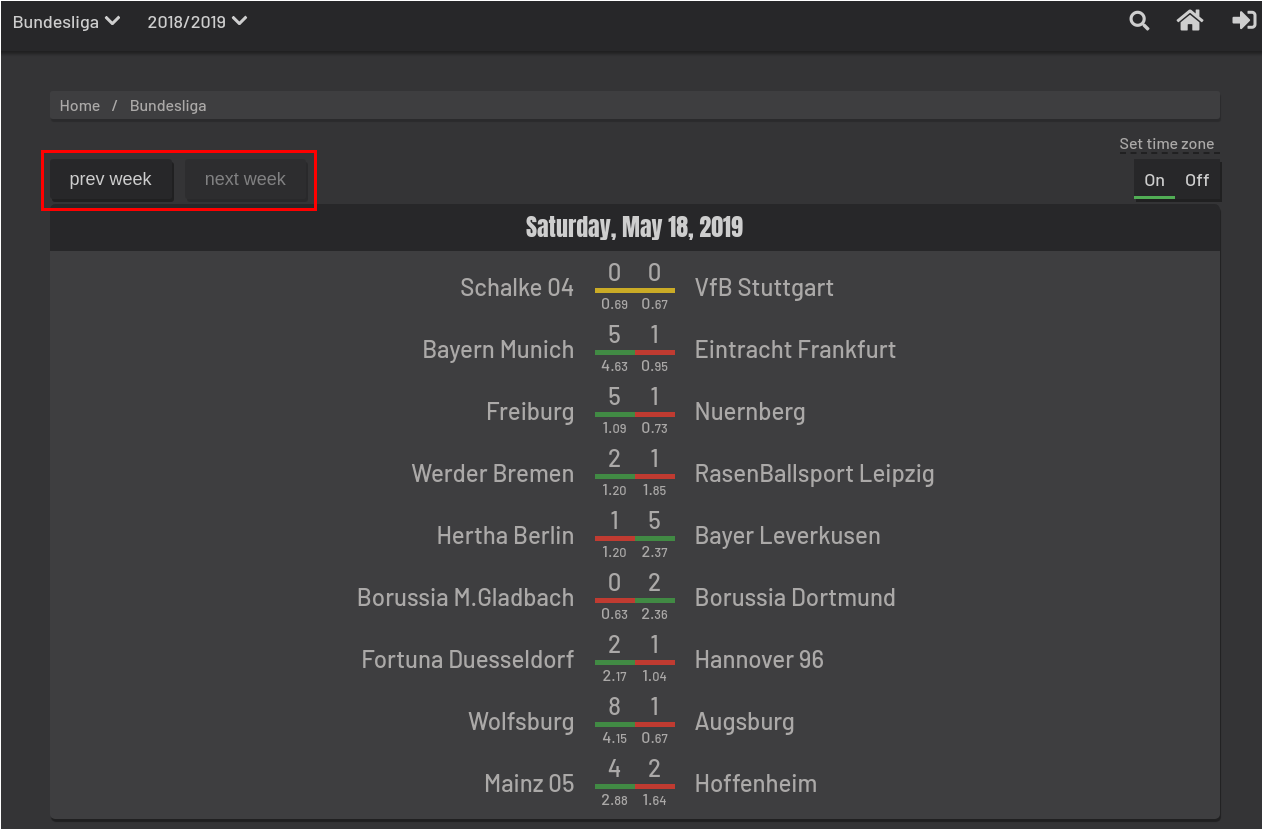 Bundesliga 2018/2019
Home / Bundesliga
Set time zone
prev week next week On Off
Saturday, May 18, 2019
Schalke 04 0 0 VfB Stuttgart
0.69 0.67
Bayern Munich 5 1 Eintracht Frankfurt
4.63 0.95
Freiburg 5 1 Nuernberg
1.09 0.73
Werder Bremen 2 1 RasenBallsport Leipzig
1.20 1.85
Hertha Berlin 1 5 Bayer Leverkusen
1.20 2.37
Borussia M.Gladbach 0 2 Borussia Dortmund
0.63 2.36
Fortuna Duesseldorf 2 1 Hannover 96
2.17 1.04
Wolfsburg 8 1 Augsburg
4.15 0.67
Mainz 05 4 2 Hoffenheim
2.88 1.64